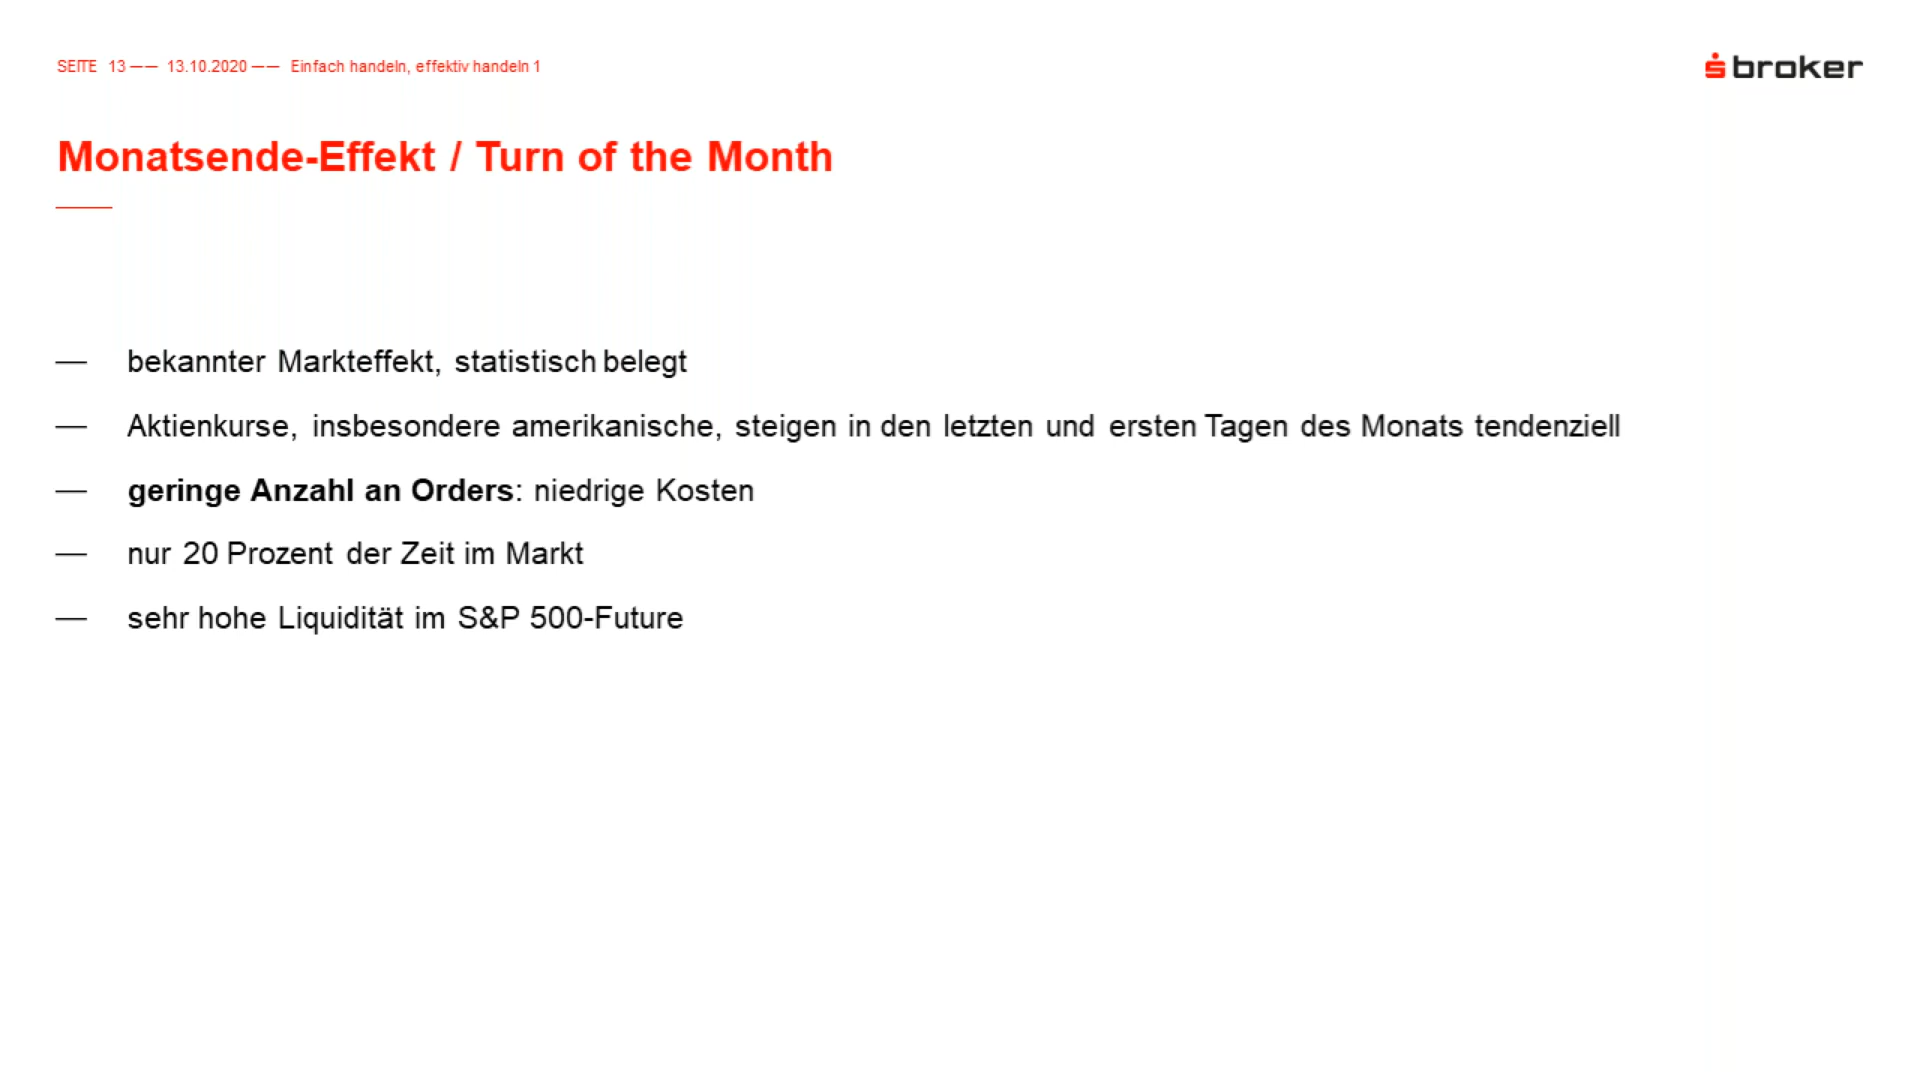 SEITE 13 —— 13.10.2020 —— Einfach handeln, effektiv handeln 1
broker
Monatsende-Effekt / Turn of the Month
— bekannter Markteffekt, statistisch belegt
— Aktienkurse, insbesondere amerikanische, steigen in den letzten und ersten Tagen des Monats tendenziell
— geringe Anzahl an Orders: niedrige Kosten
— nur 20 Prozent der Zeit im Markt
— sehr hohe Liquidität im S&P 500-Future